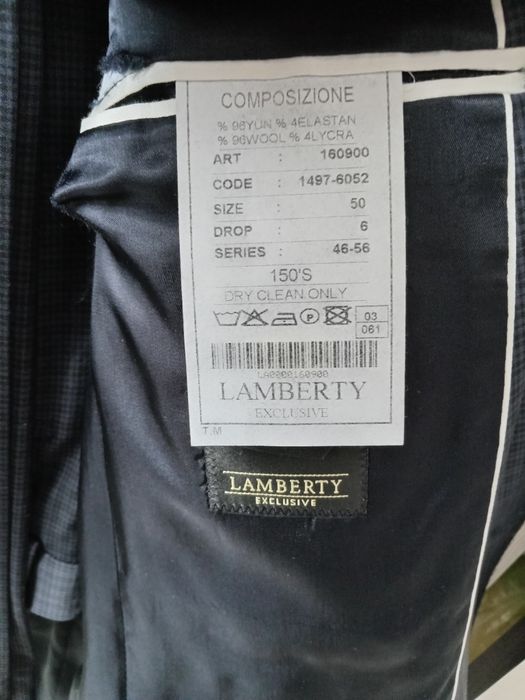 COMPOSIZIONE
% 96YUN % 4ELASTAN
% 96WOOL % 4LYCRA
ART : 160900
CODE : 1497-6052
SIZE : 50
DROP : 6
SERIES : 46-56
150'S
DRY CLEAN ONLY
P
03
061
LA0000160900
LAMBERTY
EXCLUSIVE
T.M
LAMBERTY
EXCLUSIVE